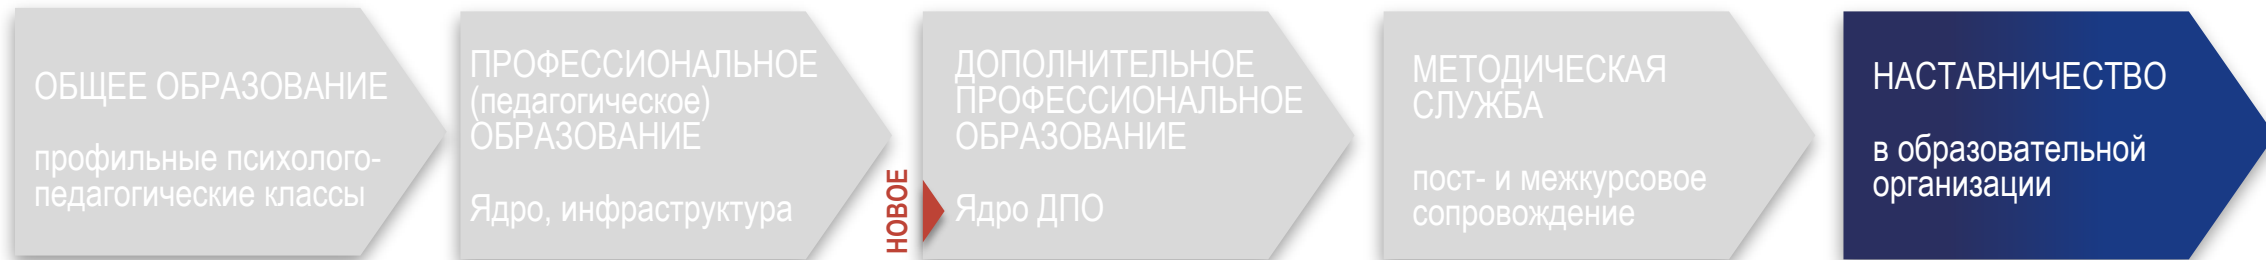 ОБЩЕЕ ОБРАЗОВАНИЕ
профильные психолого-
педагогические классы
ПРОФЕССИОНАЛЬНОЕ
(педагогическое)
ОБРАЗОВАНИЕ
Ядро, инфраструктура
НОВОЕ
ДОПОЛНИТЕЛЬНОЕ
ПРОФЕССИОНАЛЬНОЕ
ОБРАЗОВАНИЕ
Ядро ДПО
МЕТОДИЧЕСКАЯ
СЛУЖБА
пост- и межкурсовое
сопровождение
НАСТАВНИЧЕСТВО
в образовательной
организации